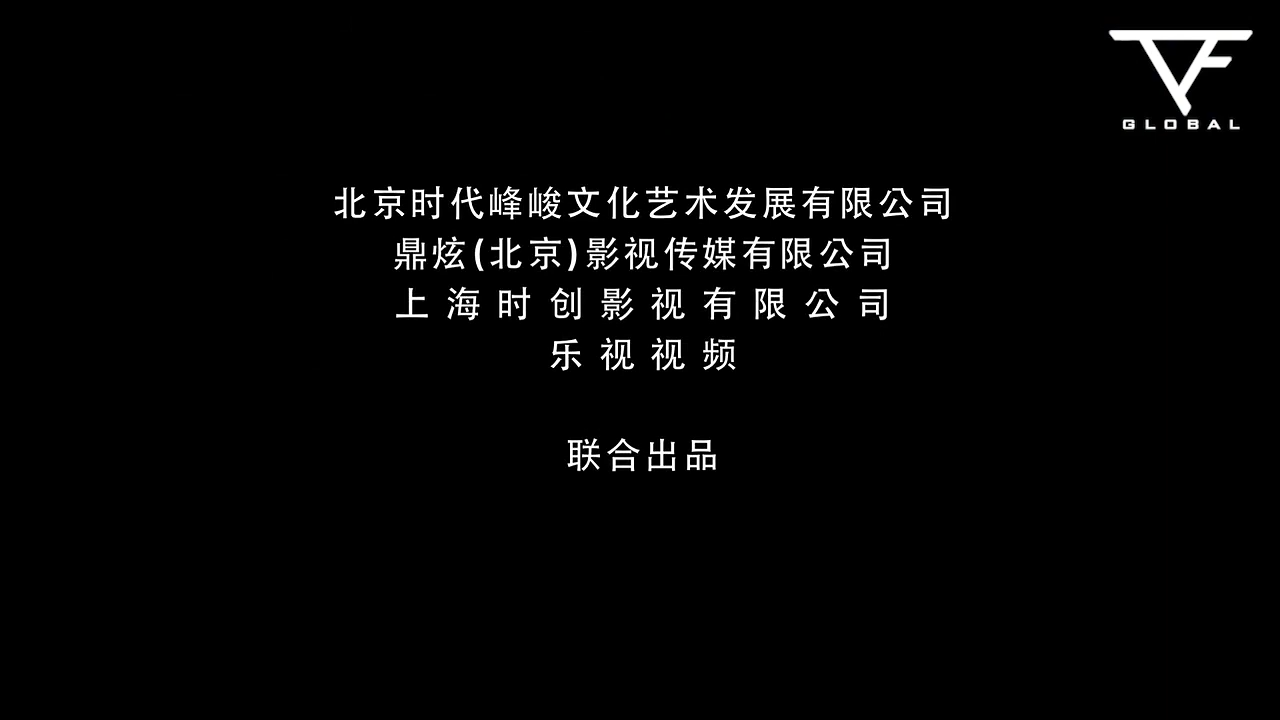 TF
GLOBAL
北京时代峰峻文化艺术发展有限公司
鼎炫(北京)影视传媒有限公司
上海时创影视有限公司
乐视视频
联合出品